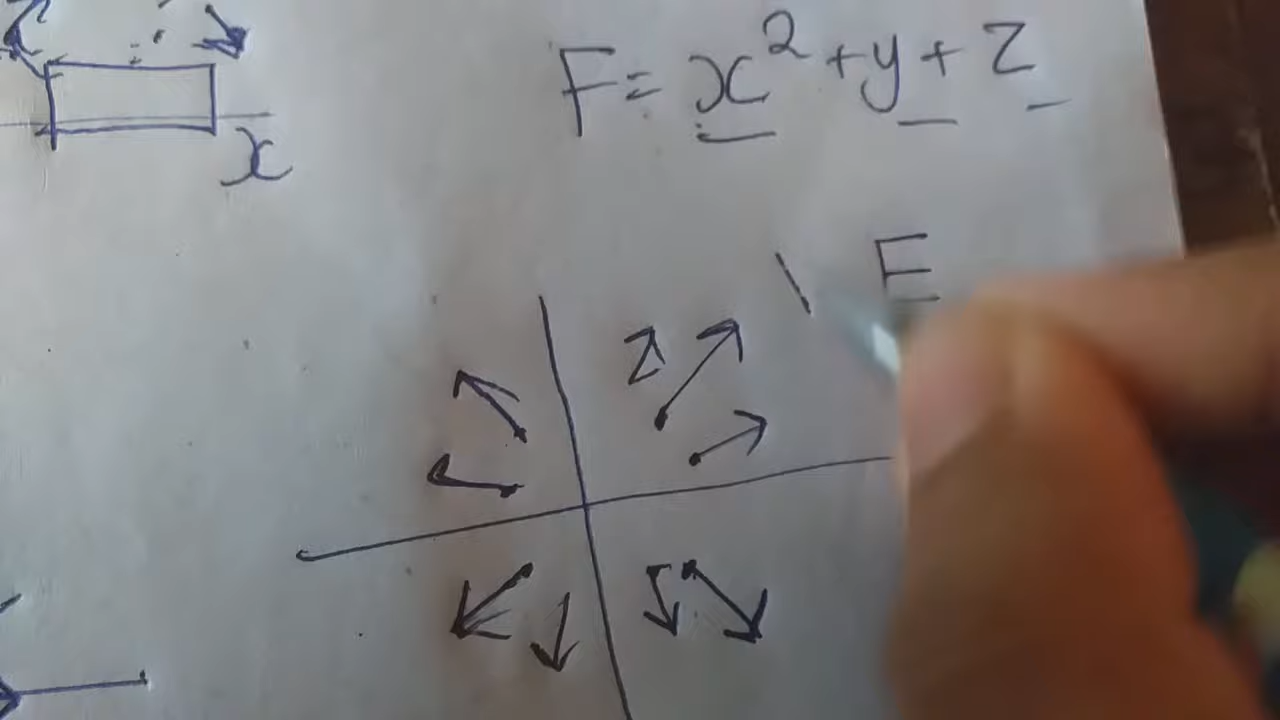 F = x² + y + z
x
E